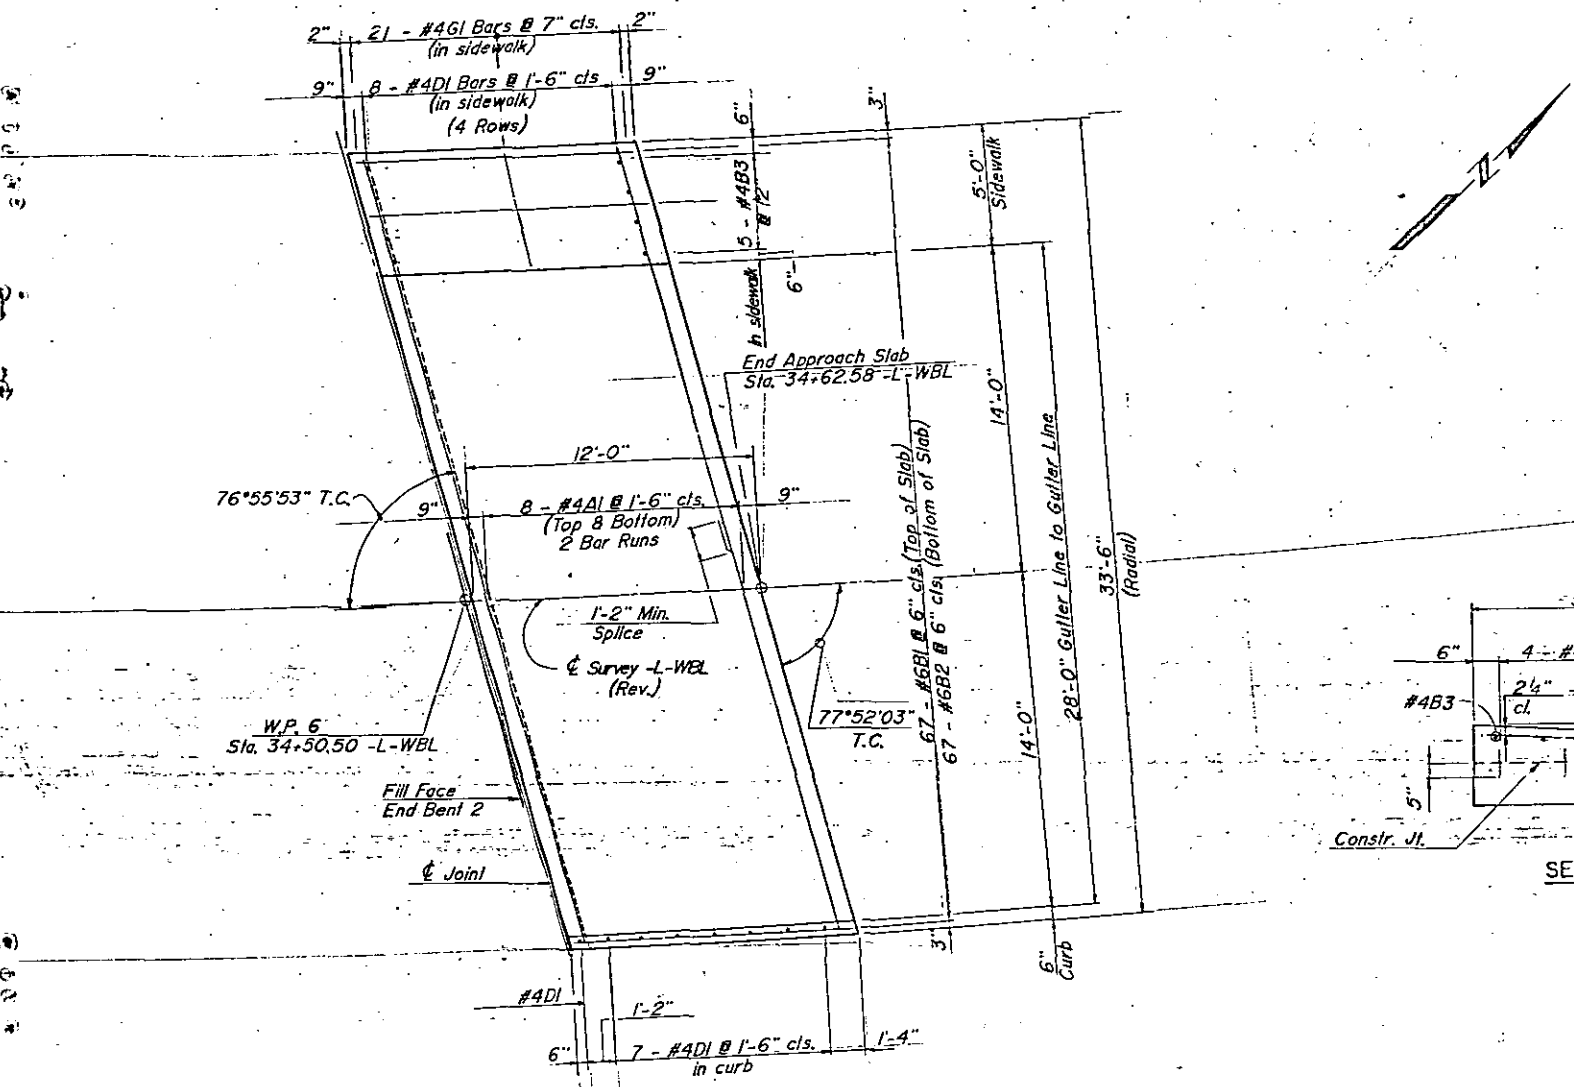 2" 21 - #4G1 Bars @ 7" cts. 2"
(in sidewalk)
9" 8 - #4D1 Bars @ 1'-6" cts 9"
(in sidewalk)
(4 Rows)
6"
3"
5 - #4B3
@ 12"
In sidewalk
6"
5'-0"
Sidewalk
End Approach Slab
Sta. 34+62.58 -L-WBL
14'-0"
12'-0"
76°55'53" T.C.
9" 8 - #4A1 @ 1'-6" cts. 9"
(Top & Bottom)
2 Bar Runs
67 - #6B1 @ 6" cts. (Top of Slab)
67 - #6B2 @ 6" cts. (Bottom of Slab)
28'-0" Gutter Line to Gutter Line
33'-6"
(Radial)
1'-2" Min.
Splice
₵ Survey -L-WBL
(Rev.)
77°52'03"
T.C.
14'-0"
W.P. 6
Sta. 34+50.50 -L-WBL
Fill Face
End Bent 2
₵ Joint
3"
6"
Curb
#4D1
1'-2"
6" 7 - #4D1 @ 1'-6" cts. 1'-4"
in curb
6" 4 - #
#4B3
2¼"
cl.
5"
Constr. Jt.
SE
N